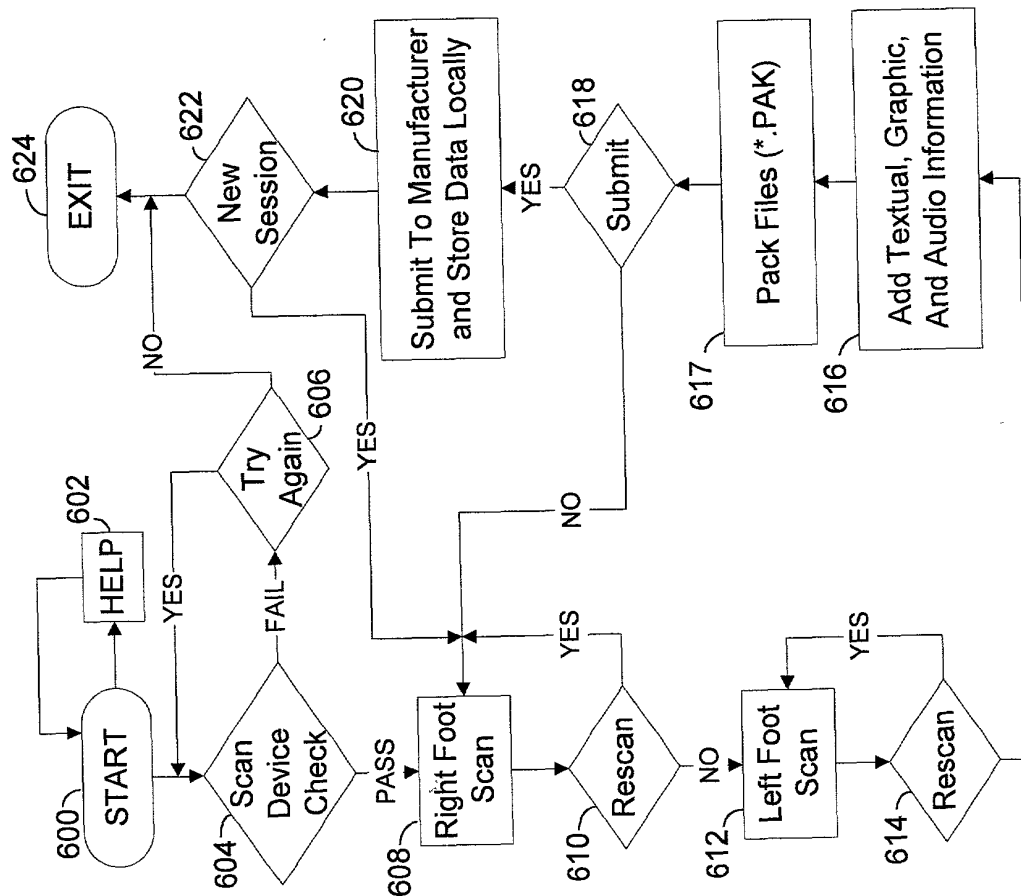 600
START
602
HELP
YES
604
Scan
Device
Check
FAIL
Try
Again
606
NO
PASS
608
Right Foot
Scan
YES
610
Rescan
NO
612
Left Foot
Scan
YES
614
Rescan
624
EXIT
622
New
Session
YES
620
Submit To Manufacturer
and Store Data Locally
YES
618
Submit
NO
617
Pack Files (*.PAK)
616
Add Textual, Graphic,
And Audio Information